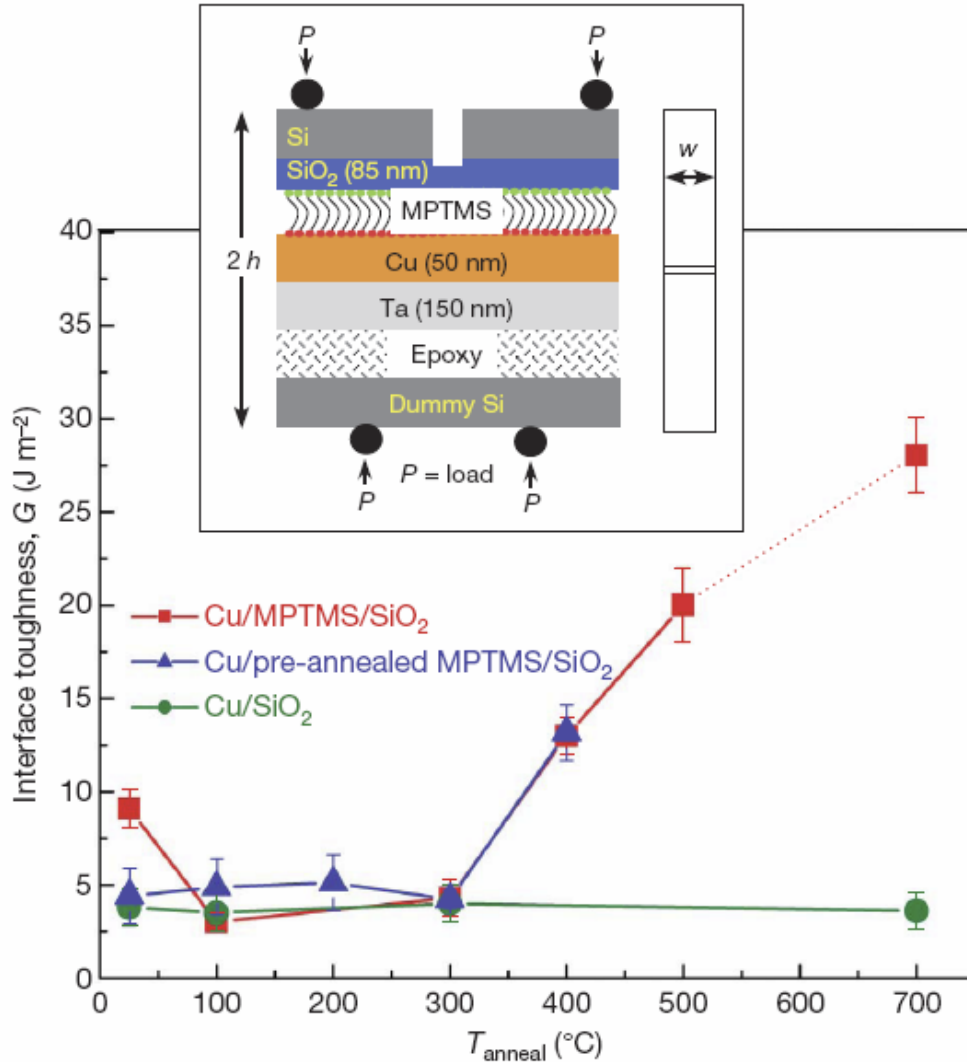 P
P
Si
SiO₂ (85 nm)
w
MPTMS
2 h
Cu (50 nm)
Ta (150 nm)
Epoxy
Dummy Si
P = load
P
P
40
35
30
25
20
15
10
5
0
Interface toughness, G (J m⁻²)
Cu/MPTMS/SiO₂
Cu/pre-annealed MPTMS/SiO₂
Cu/SiO₂
0 100 200 300 400 500 600 700
T_anneal (°C)